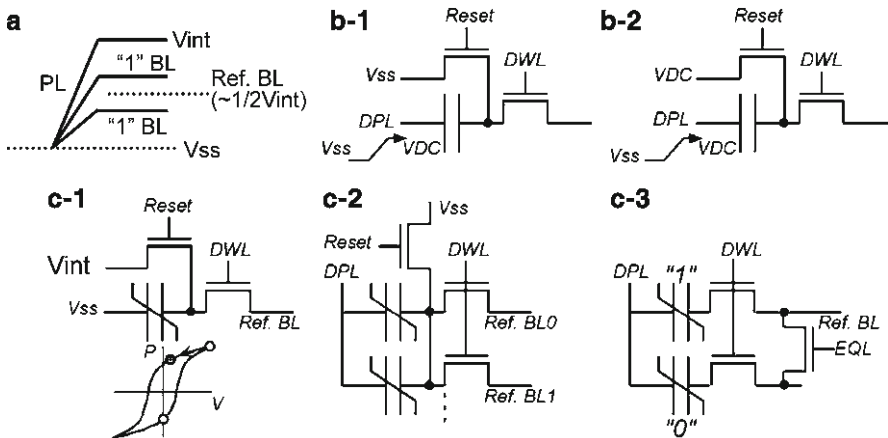 a
Vint
"1" BL
PL
Ref. BL
(~1/2Vint)
"1" BL
Vss
b-1
Reset
Vss
DWL
DPL
Vss
VDC
b-2
Reset
VDC
DWL
DPL
Vss
VDC
c-1
Reset
Vint
DWL
Vss
Ref. BL
P
V
c-2
Vss
Reset
DWL
DPL
Ref. BL0
Ref. BL1
c-3
DWL
DPL
"1"
Ref. BL
EQL
"0"